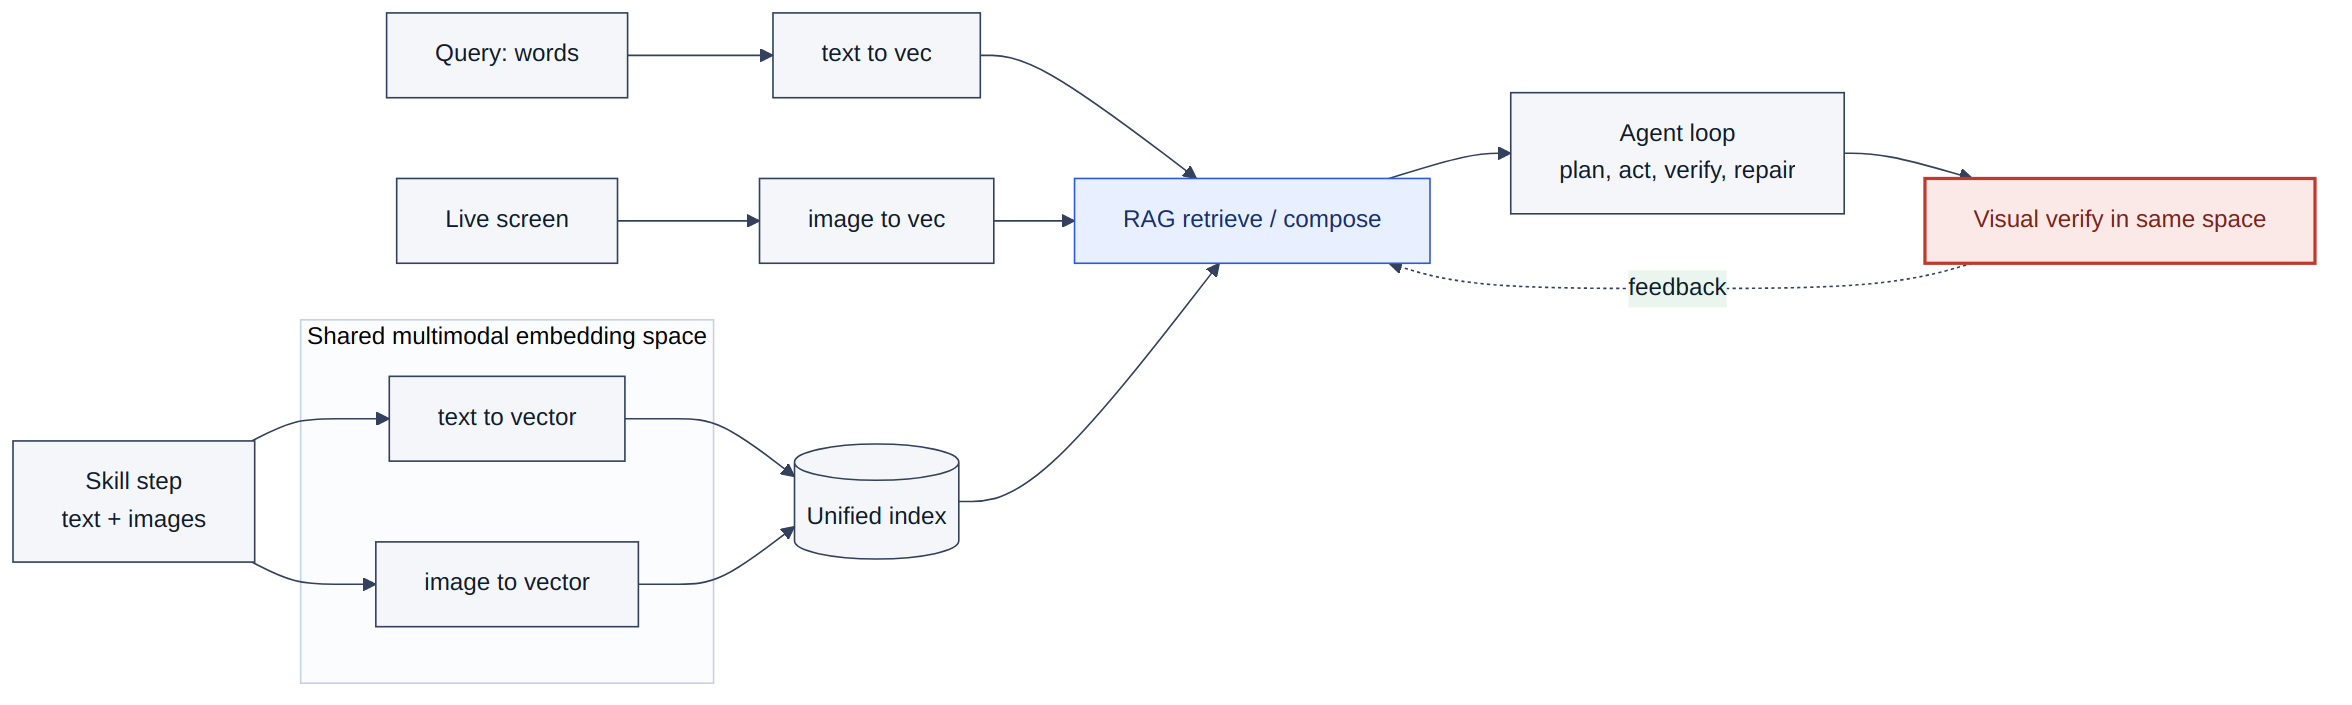 Query: words
text to vec
Agent loop
plan, act, verify, repair
Live screen
image to vec
RAG retrieve / compose
Visual verify in same space
feedback
Shared multimodal embedding space
text to vector
Skill step
text + images
Unified index
image to vector